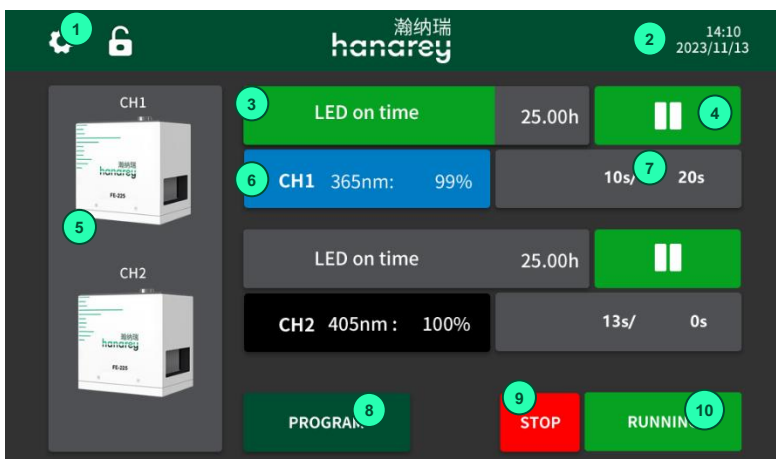 1
瀚纳瑞
hanarey
2
14:10
2023/11/13
CH1
瀚纳瑞
hanarey
FE-225
5
CH2
瀚纳瑞
hanarey
FE-225
3 LED on time 25.00h 4
6 CH1 365nm: 99% 10s/ 7 20s
LED on time 25.00h
CH2 405nm : 100% 13s/ 0s
PROGRAM 8
9
STOP
RUNNING 10